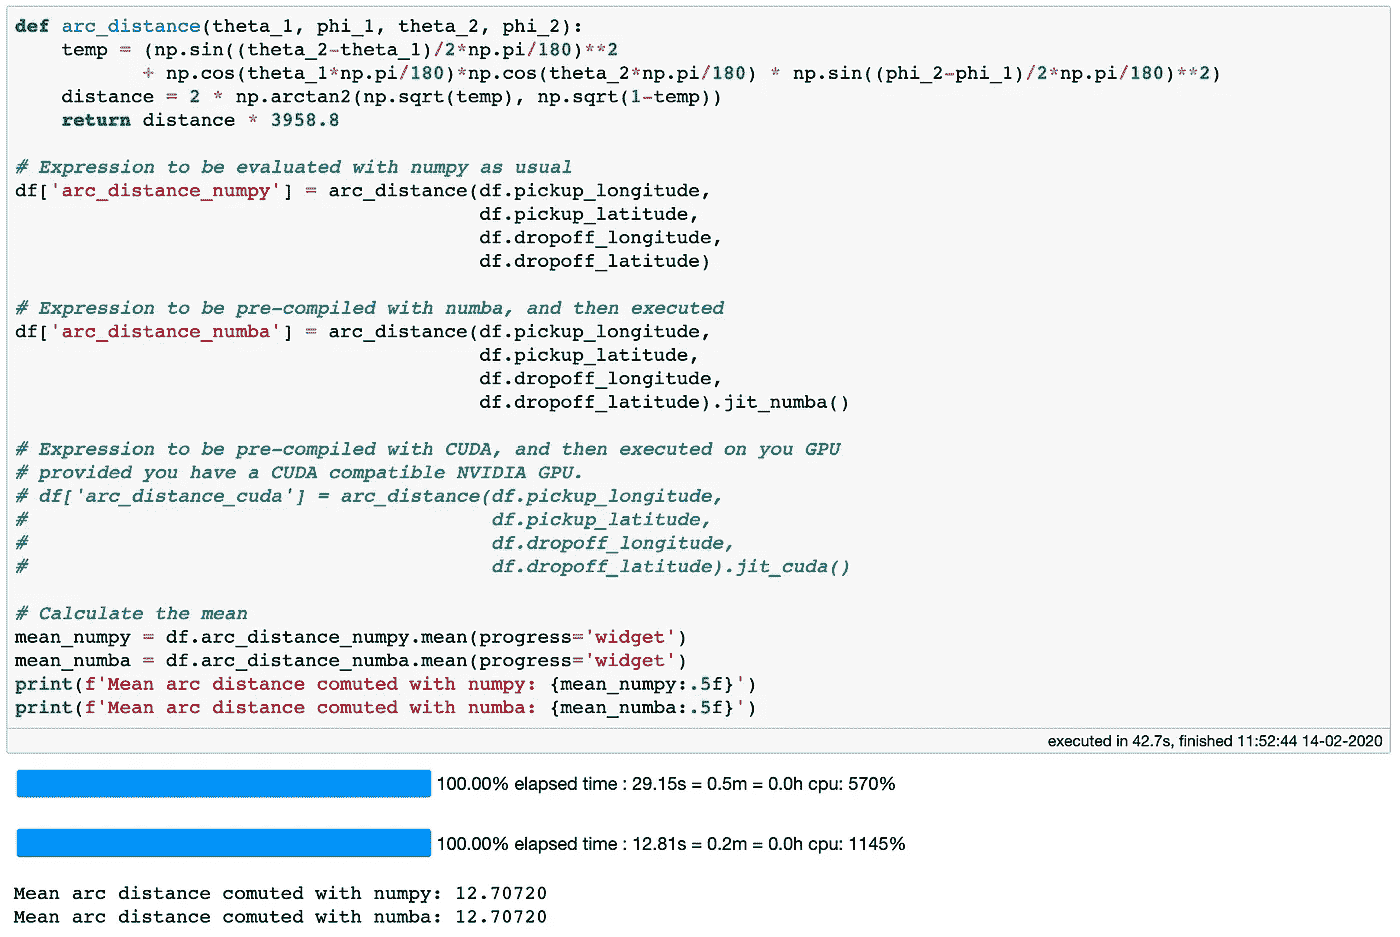 def arc_distance(theta_1, phi_1, theta_2, phi_2):
    temp = (np.sin((theta_2-theta_1)/2*np.pi/180)**2
           + np.cos(theta_1*np.pi/180)*np.cos(theta_2*np.pi/180) * np.sin((phi_2-phi_1)/2*np.pi/180)**2)
    distance = 2 * np.arctan2(np.sqrt(temp), np.sqrt(1-temp))
    return distance * 3958.8

# Expression to be evaluated with numpy as usual
df['arc_distance_numpy'] = arc_distance(df.pickup_longitude,
                                        df.pickup_latitude,
                                        df.dropoff_longitude,
                                        df.dropoff_latitude)

# Expression to be pre-compiled with numba, and then executed
df['arc_distance_numba'] = arc_distance(df.pickup_longitude,
                                        df.pickup_latitude,
                                        df.dropoff_longitude,
                                        df.dropoff_latitude).jit_numba()

# Expression to be pre-compiled with CUDA, and then executed on you GPU
# provided you have a CUDA compatible NVIDIA GPU.
# df['arc_distance_cuda'] = arc_distance(df.pickup_longitude,
#                                        df.pickup_latitude,
#                                        df.dropoff_longitude,
#                                        df.dropoff_latitude).jit_cuda()

# Calculate the mean
mean_numpy = df.arc_distance_numpy.mean(progress='widget')
mean_numba = df.arc_distance_numba.mean(progress='widget')
print(f'Mean arc distance comuted with numpy: {mean_numpy:.5f}')
print(f'Mean arc distance comuted with numba: {mean_numba:.5f}')
executed in 42.7s, finished 11:52:44 14-02-2020
100.00% elapsed time : 29.15s = 0.5m = 0.0h cpu: 570%
100.00% elapsed time : 12.81s = 0.2m = 0.0h cpu: 1145%
Mean arc distance comuted with numpy: 12.70720
Mean arc distance comuted with numba: 12.70720